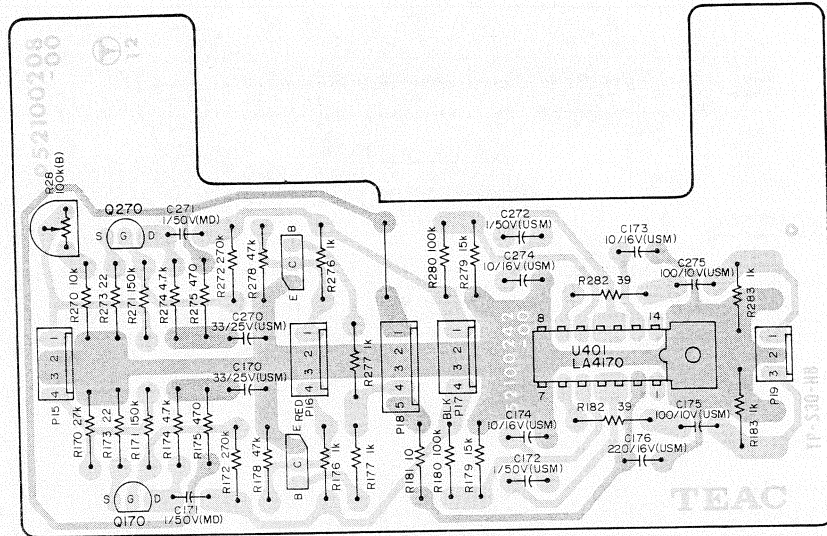 952100208
-00
12
R28
100k(B)
Q270
S G D
C271
1/50V(MD)
R270 10k
R273 22
R271 150k
R274 4.7k
R275 470
R272 270k
R278 47k
B
C
E
R276 1k
R280 100k
R279 15k
C272
1/50V(USM)
C274
10/16V(USM)
C173
10/16V(USM)
C275
100/10V(USM)
R282 39
R283 1k
C270
33/25V(USM)
C170
33/25V(USM)
P15
1
2
3
4
P16
RED
1
2
3
4
R277 1k
P18
1
2
3
4
5
P17
BLK
1
2
3
4
8
14
U401
LA4170
7
1
P19
1
2
3
R170 27k
R173 22
R171 150k
R174 4.7k
R175 470
R172 270k
R178 47k
E
C
B
R176 1k
R177 1k
R181 10
R180 100k
R179 15k
C174
10/16V(USM)
C172
1/50V(USM)
R182 39
C176
220/16V(USM)
C175
100/10V(USM)
R183 1k
S G D
Q170
C171
1/50V(MD)
TEAC